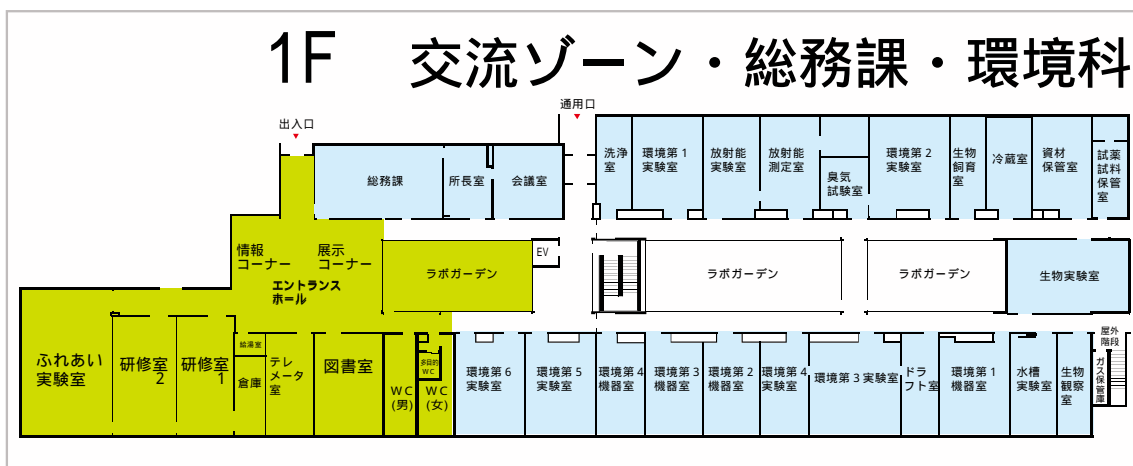 1F 交流ゾーン・総務課・環境科
通用口
出入口
洗浄
室
環境第1
実験室
放射能
実験室
放射能
測定室
臭気
試験室
環境第2
実験室
生物
飼育
室
冷蔵室
資材
保管室
試薬
試料
保管
室
総務課
所長室
会議室
情報
コーナー
展示
コーナー
エントランス
ホール
ラボガーデン
EV
ラボガーデン
ラボガーデン
生物実験室
ふれあい
実験室
研修室
2
研修室
1
給湯室
倉庫
テレ
メータ
室
図書室
WC
(男)
多目的
WC
WC
(女)
環境第6
実験室
環境第5
実験室
環境第4
機器室
環境第3
機器室
環境第2
機器室
環境第4
実験室
環境第3実験室
ドラ
フト室
環境第1
機器室
水槽
実験室
生物
観察
室
屋外
階段
ガス保管庫